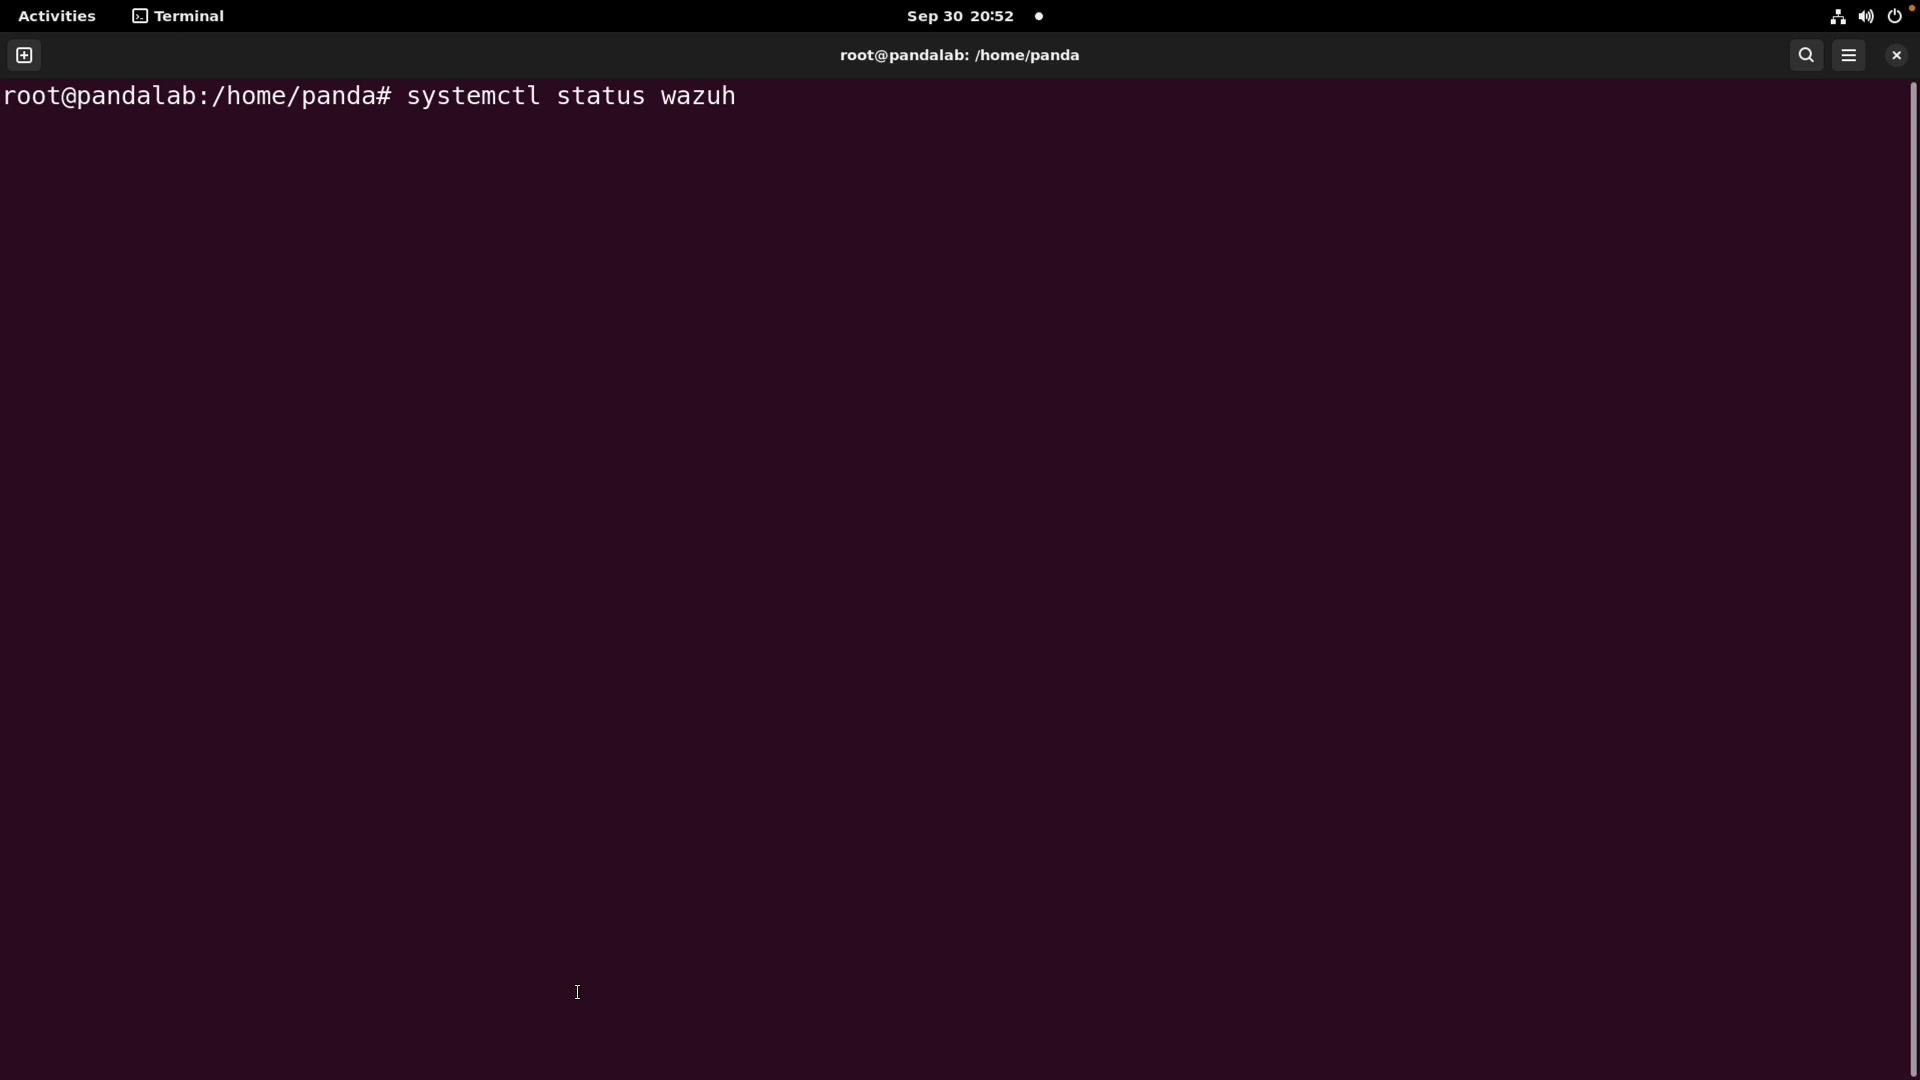 Activities Terminal Sep 30 20:52
root@pandalab: /home/panda
root@pandalab:/home/panda# systemctl status wazuh